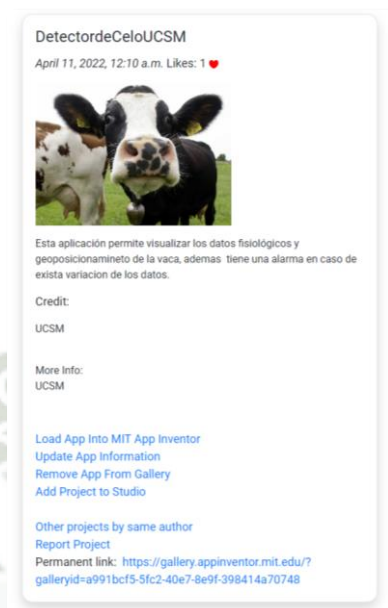 DetectordeCeloUCSM
April 11, 2022, 12:10 a.m. Likes: 1
Esta aplicación permite visualizar los datos fisiológicos y
geoposicionamineto de la vaca, ademas tiene una alarma en caso de
exista variacion de los datos.
Credit:
UCSM
More Info:
UCSM
Load App Into MIT App Inventor
Update App Information
Remove App From Gallery
Add Project to Studio
Other projects by same author
Report Project
Permanent link: https://gallery.appinventor.mit.edu/?
galleryid=a991bcf5-5fc2-40e7-8e9f-398414a70748